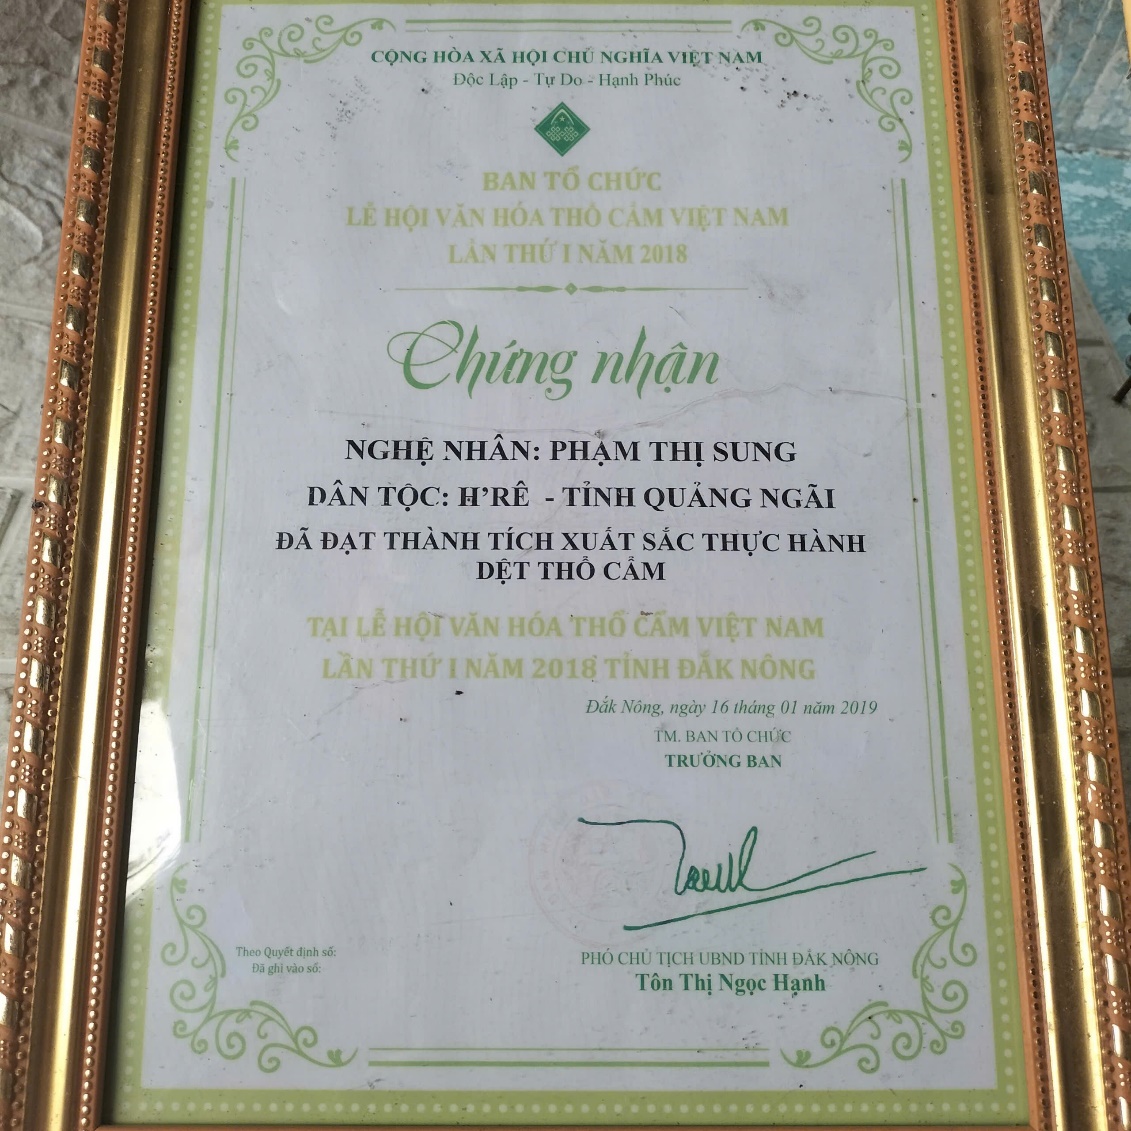 CỘNG HÒA XÃ HỘI CHỦ NGHĨA VIỆT NAM
Độc Lập - Tự Do - Hạnh Phúc
BAN TỔ CHỨC
LỄ HỘI VĂN HÓA THỔ CẨM VIỆT NAM
LẦN THỨ I NĂM 2018
Chứng nhận
NGHỆ NHÂN: PHẠM THỊ SUNG
DÂN TỘC: H’RÊ - TỈNH QUẢNG NGÃI
ĐÃ ĐẠT THÀNH TÍCH XUẤT SẮC THỰC HÀNH
DỆT THỔ CẨM
TẠI LỄ HỘI VĂN HÓA THỔ CẨM VIỆT NAM
LẦN THỨ I NĂM 2018 TỈNH ĐẮK NÔNG
Đắk Nông, ngày 16 tháng 01 năm 2019
TM. BAN TỔ CHỨC
TRƯỞNG BAN
Theo Quyết định số:
Đã ghi vào số:
PHÓ CHỦ TỊCH UBND TỈNH ĐẮK NÔNG
Tôn Thị Ngọc Hạnh